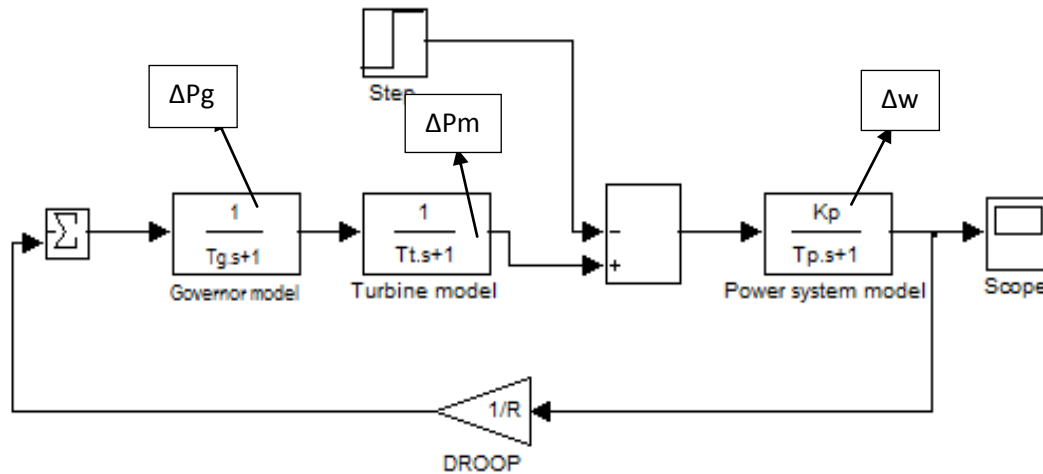 ΔPg
Step
ΔPm
Δw
Σ
1
Tg.s+1
Governor model
1
Tt.s+1
Turbine model
−
+
Kp
Tp.s+1
Power system model
Scope
1/R
DROOP